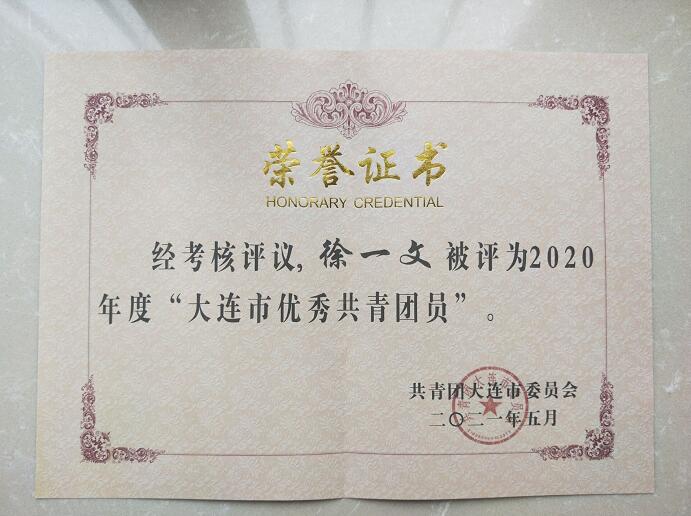 荣誉证书
HONORARY CREDENTIAL
经考核评议，徐一文被评为2020
年度“大连市优秀共青团员”。
共青团大连市委员会
二〇二一年五月